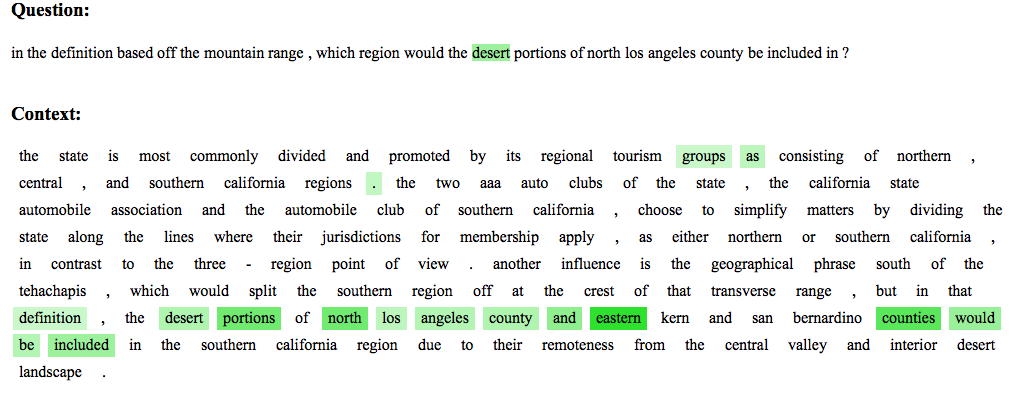 Question:
in the definition based off the mountain range , which region would the desert portions of north los angeles county be included in ?
Context:
the state is most commonly divided and promoted by its regional tourism groups as consisting of northern ,
central , and southern california regions . the two aaa auto clubs of the state , the california state
automobile association and the automobile club of southern california , choose to simplify matters by dividing the
state along the lines where their jurisdictions for membership apply , as either northern or southern california ,
in contrast to the three - region point of view . another influence is the geographical phrase south of the
tehachapis , which would split the southern region off at the crest of that transverse range , but in that
definition , the desert portions of north los angeles county and eastern kern and san bernardino counties would
be included in the southern california region due to their remoteness from the central valley and interior desert
landscape .